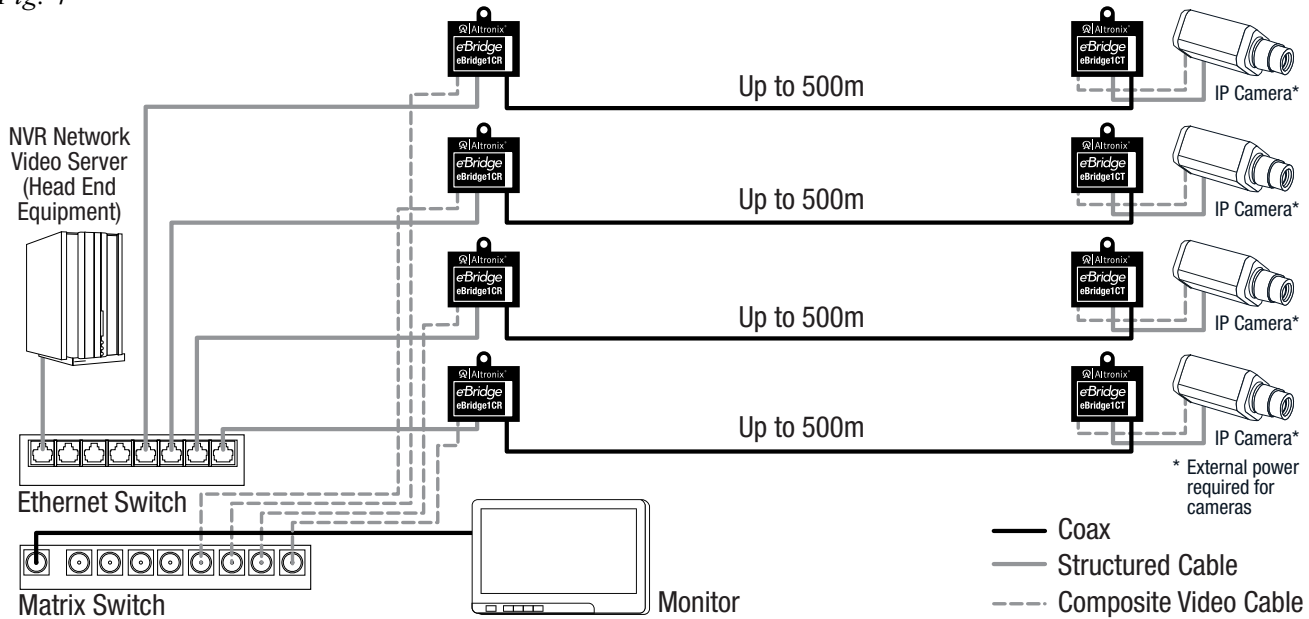 Fig. 4
Altronix
eBridge
eBridge1CR
Up to 500m
Altronix
eBridge
eBridge1CT
IP Camera*
NVR Network
Video Server
(Head End
Equipment)
Altronix
eBridge
eBridge1CR
Up to 500m
Altronix
eBridge
eBridge1CT
IP Camera*
Altronix
eBridge
eBridge1CR
Up to 500m
Altronix
eBridge
eBridge1CT
IP Camera*
Altronix
eBridge
eBridge1CR
Up to 500m
Altronix
eBridge
eBridge1CT
IP Camera*
* External power
required for
cameras
Ethernet Switch
Matrix Switch
Monitor
Coax
Structured Cable
Composite Video Cable